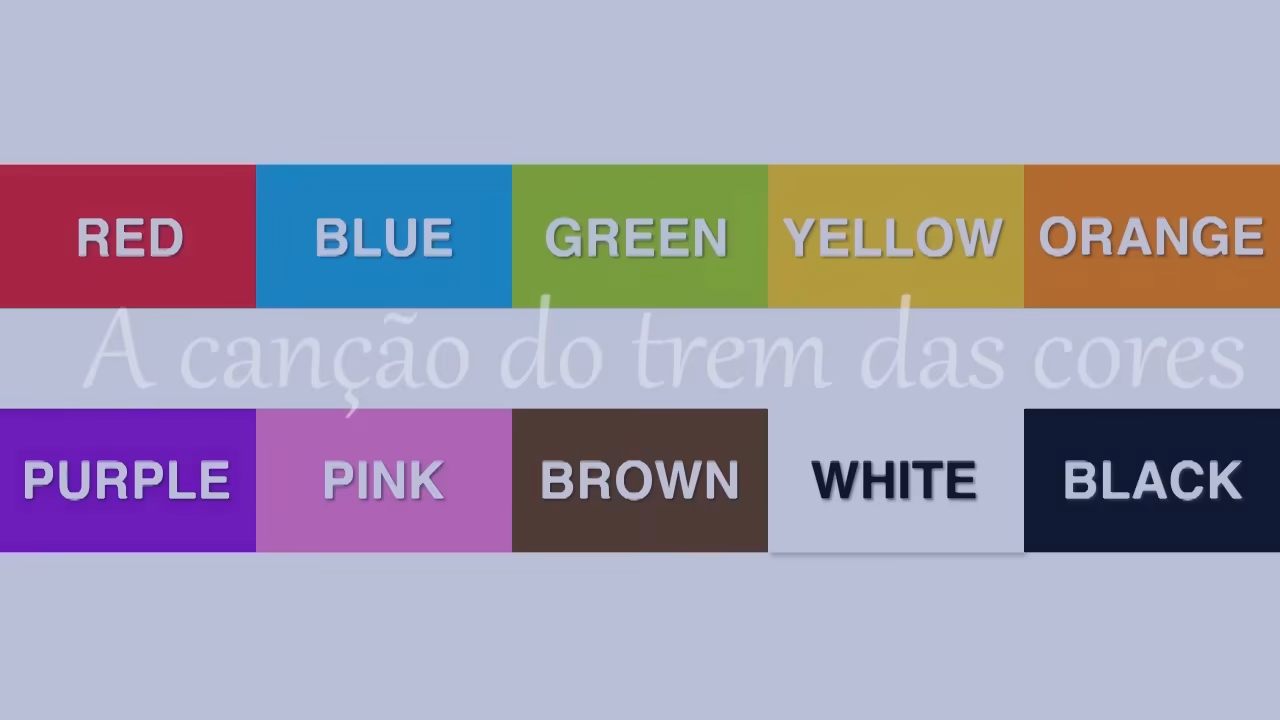 RED BLUE GREEN YELLOW ORANGE
A canção do trem das cores
PURPLE PINK BROWN WHITE BLACK